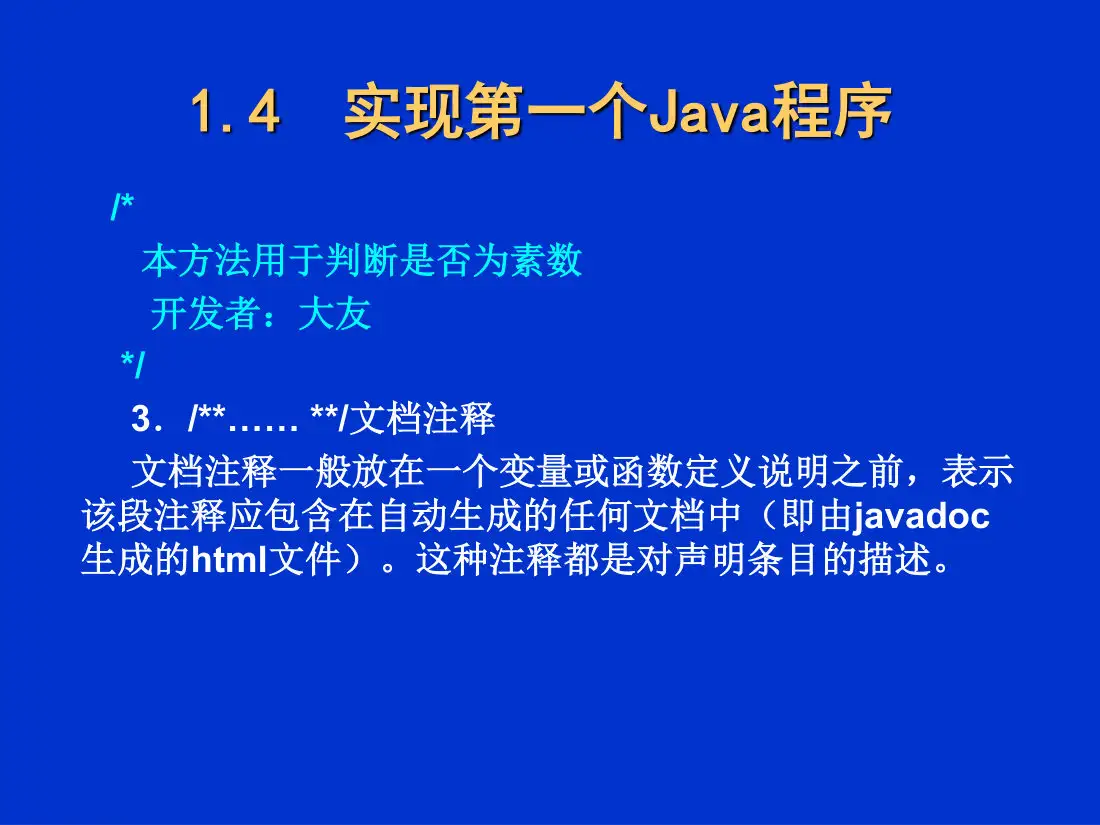 1.4 实现第一个Java程序
/*
本方法用于判断是否为素数
开发者：大友
*/
3．/**…… **/文档注释
文档注释一般放在一个变量或函数定义说明之前，表示
该段注释应包含在自动生成的任何文档中（即由javadoc
生成的html文件）。这种注释都是对声明条目的描述。